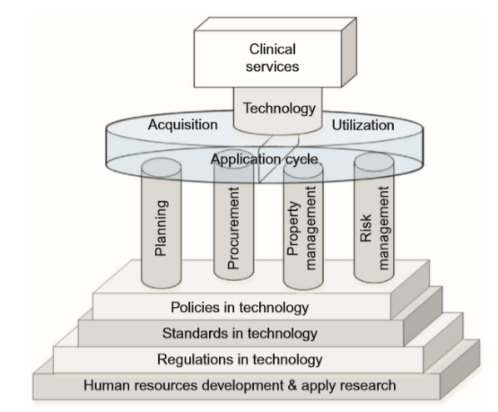 Clinical
services
Technology
Acquisition
Utilization
Application cycle
Planning
Procurement
Property
management
Risk
management
Policies in technology
Standards in technology
Regulations in technology
Human resources development & apply research